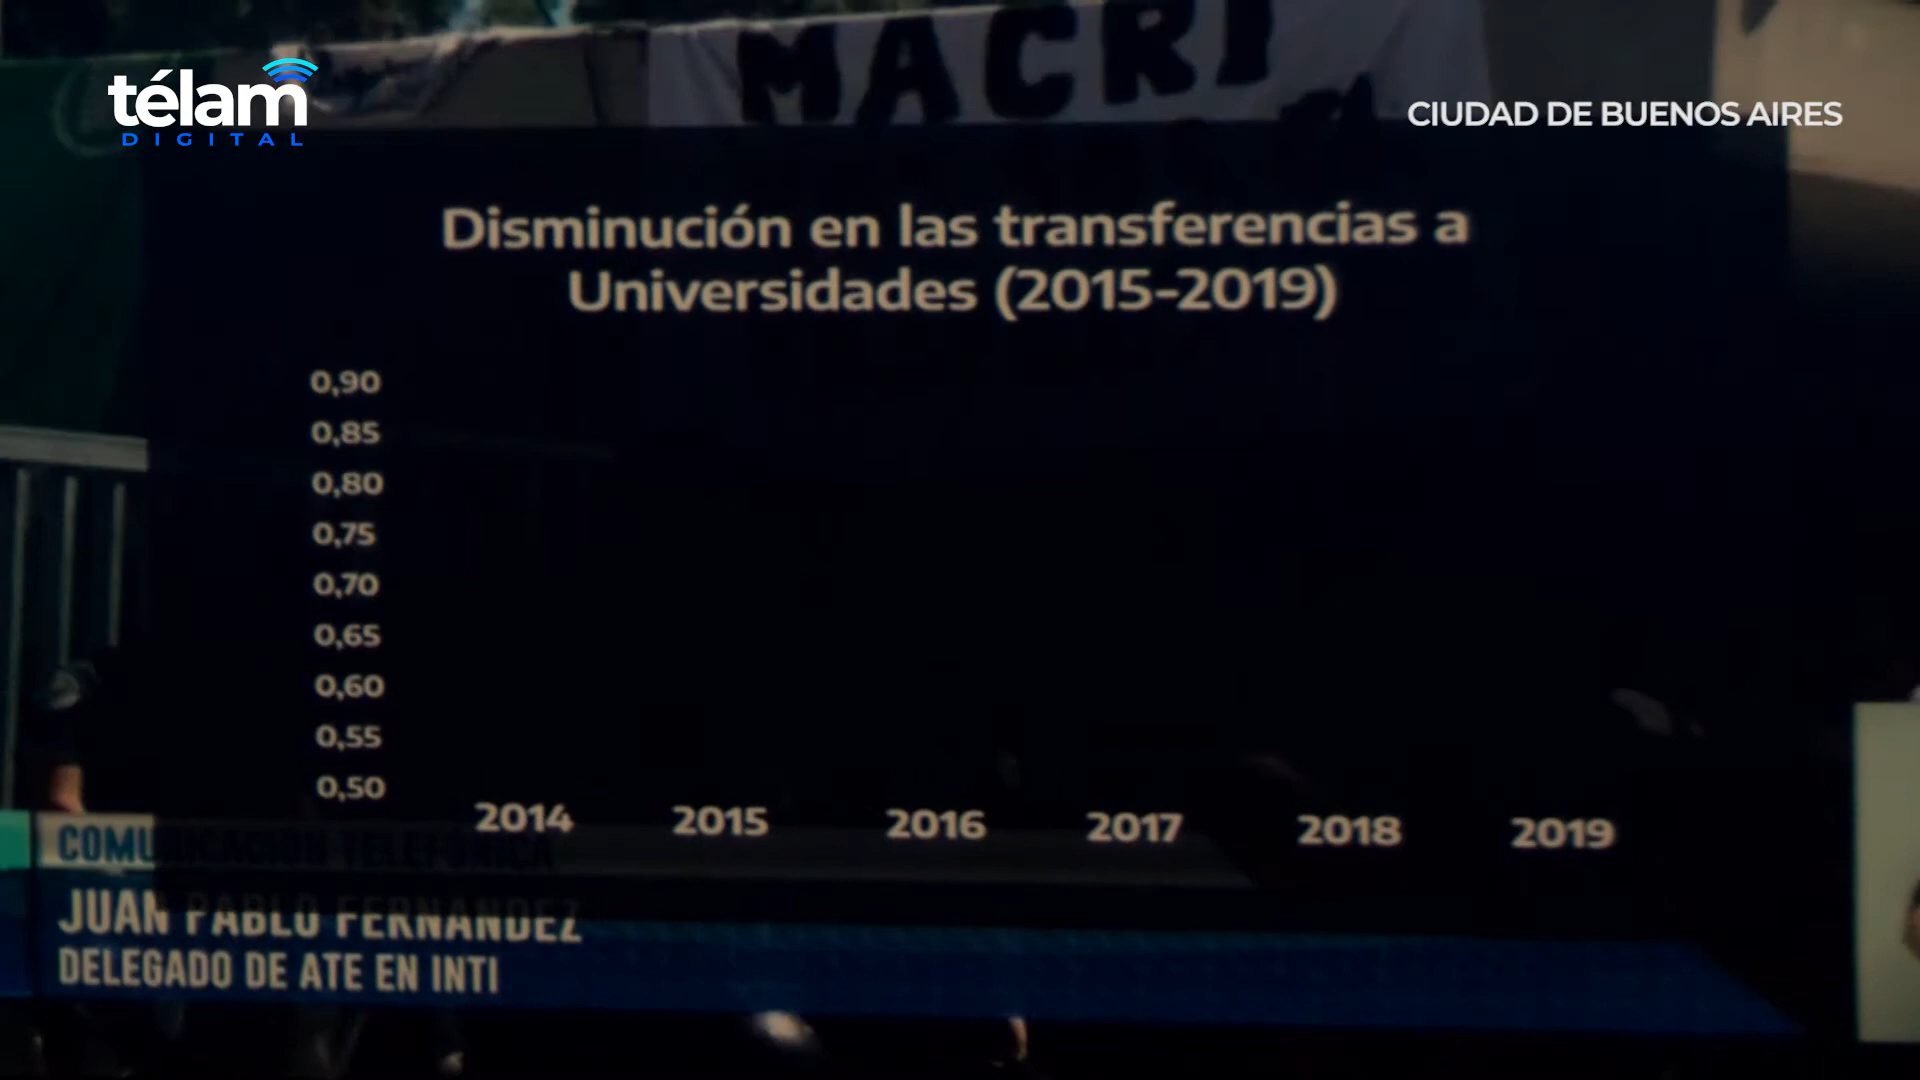 MACRI
télam
DIGITAL
CIUDAD DE BUENOS AIRES
Disminución en las transferencias a
Universidades (2015-2019)
0,90
0,85
0,80
0,75
0,70
0,65
0,60
0,55
0,50
2014 2015 2016 2017 2018 2019
COMUNICACIÓN TELEFÓNICA
JUAN PABLO FERNANDEZ
DELEGADO DE ATE EN INTI